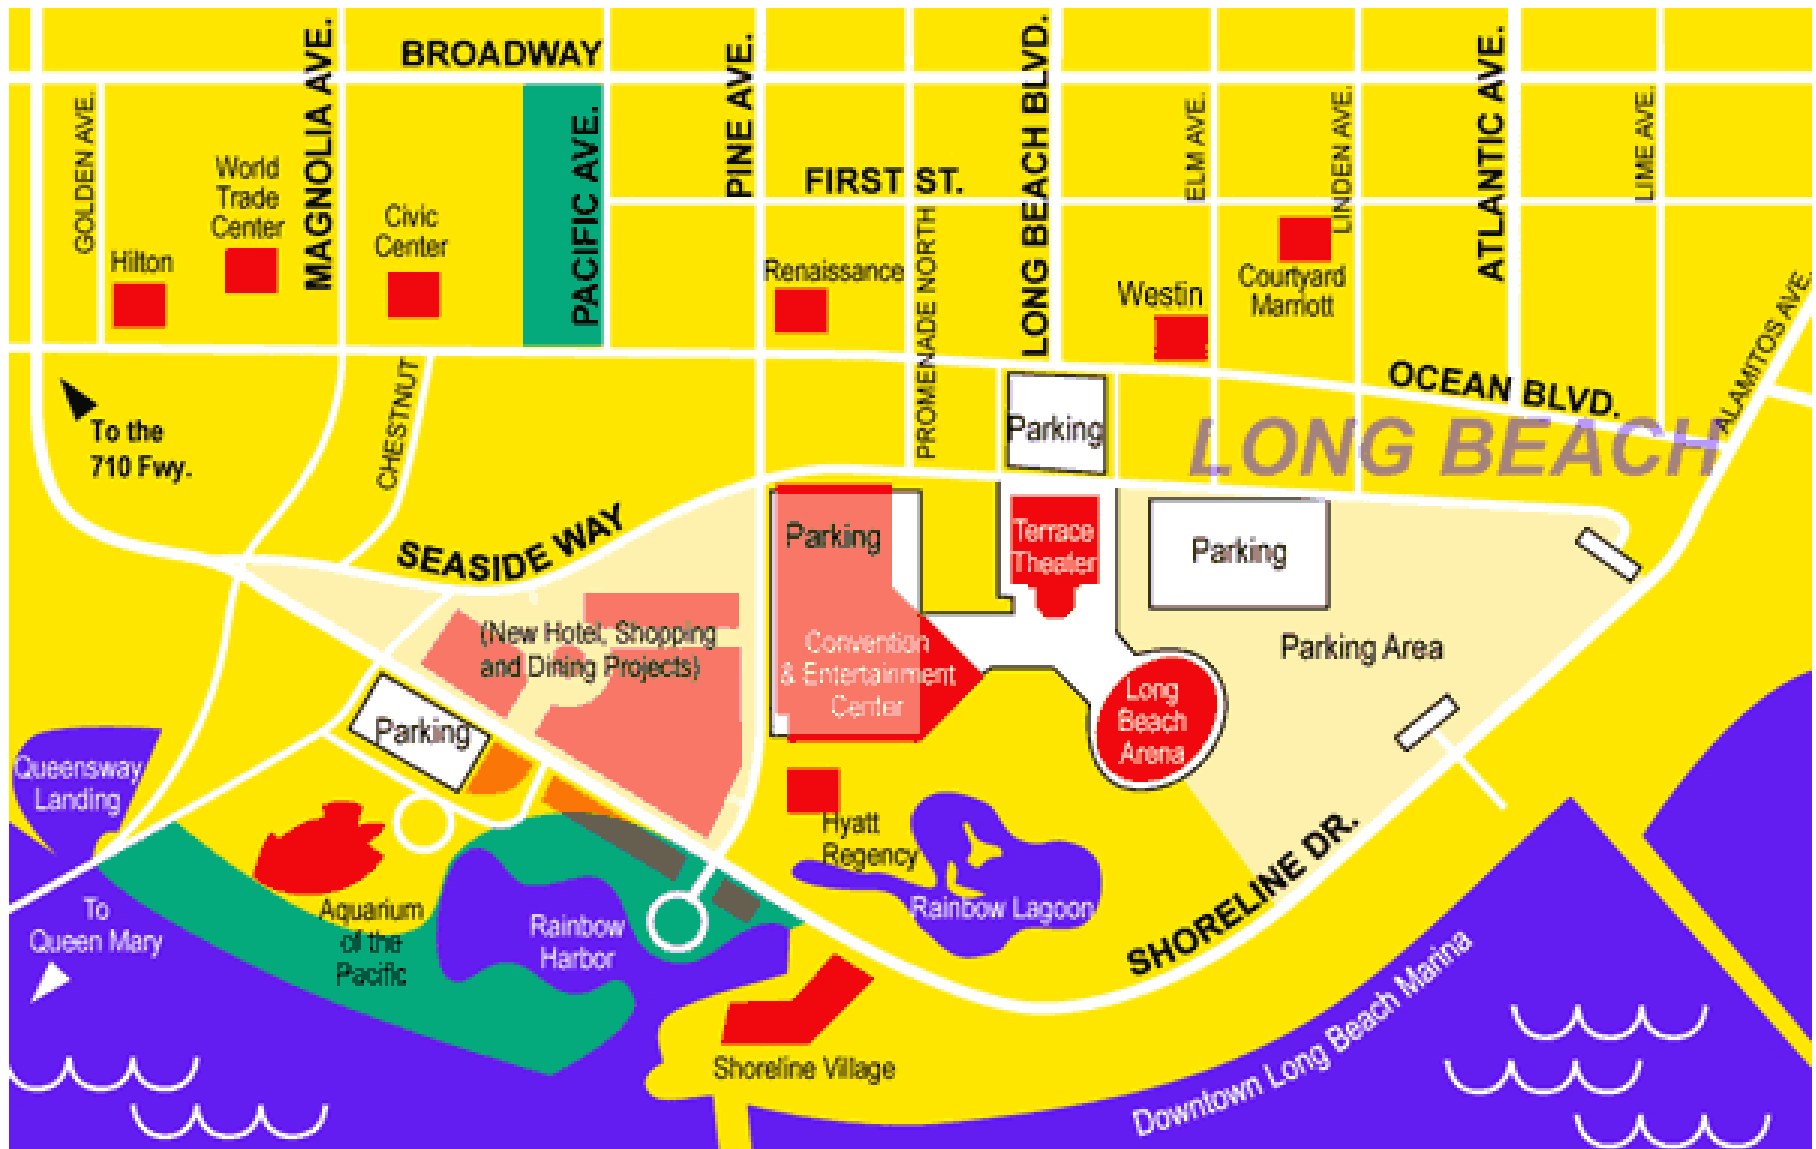 BROADWAY
MAGNOLIA AVE.
PINE AVE.
LONG BEACH BLVD.
ATLANTIC AVE.
GOLDEN AVE.
PACIFIC AVE.
ELM AVE.
LINDEN AVE.
LIME AVE.
World
Trade
Center
FIRST ST.
Civic
Center
Hilton
Renaissance
PROMENADE NORTH
Westin
Courtyard
Marriott
ALAMITOS AVE.
OCEAN BLVD.
To the
710 Fwy.
CHESTNUT
Parking
LONG BEACH
SEASIDE WAY
Parking
Terrace
Theater
Parking
(New Hotel, Shopping
and Dining Projects)
Convention
& Entertainment
Center
Parking Area
Long
Beach
Arena
Parking
Queensway
Landing
Hyatt
Regency
SHORELINE DR.
To
Queen Mary
Aquarium
of the
Pacific
Rainbow
Harbor
Rainbow Lagoon
Downtown Long Beach Marina
Shoreline Village